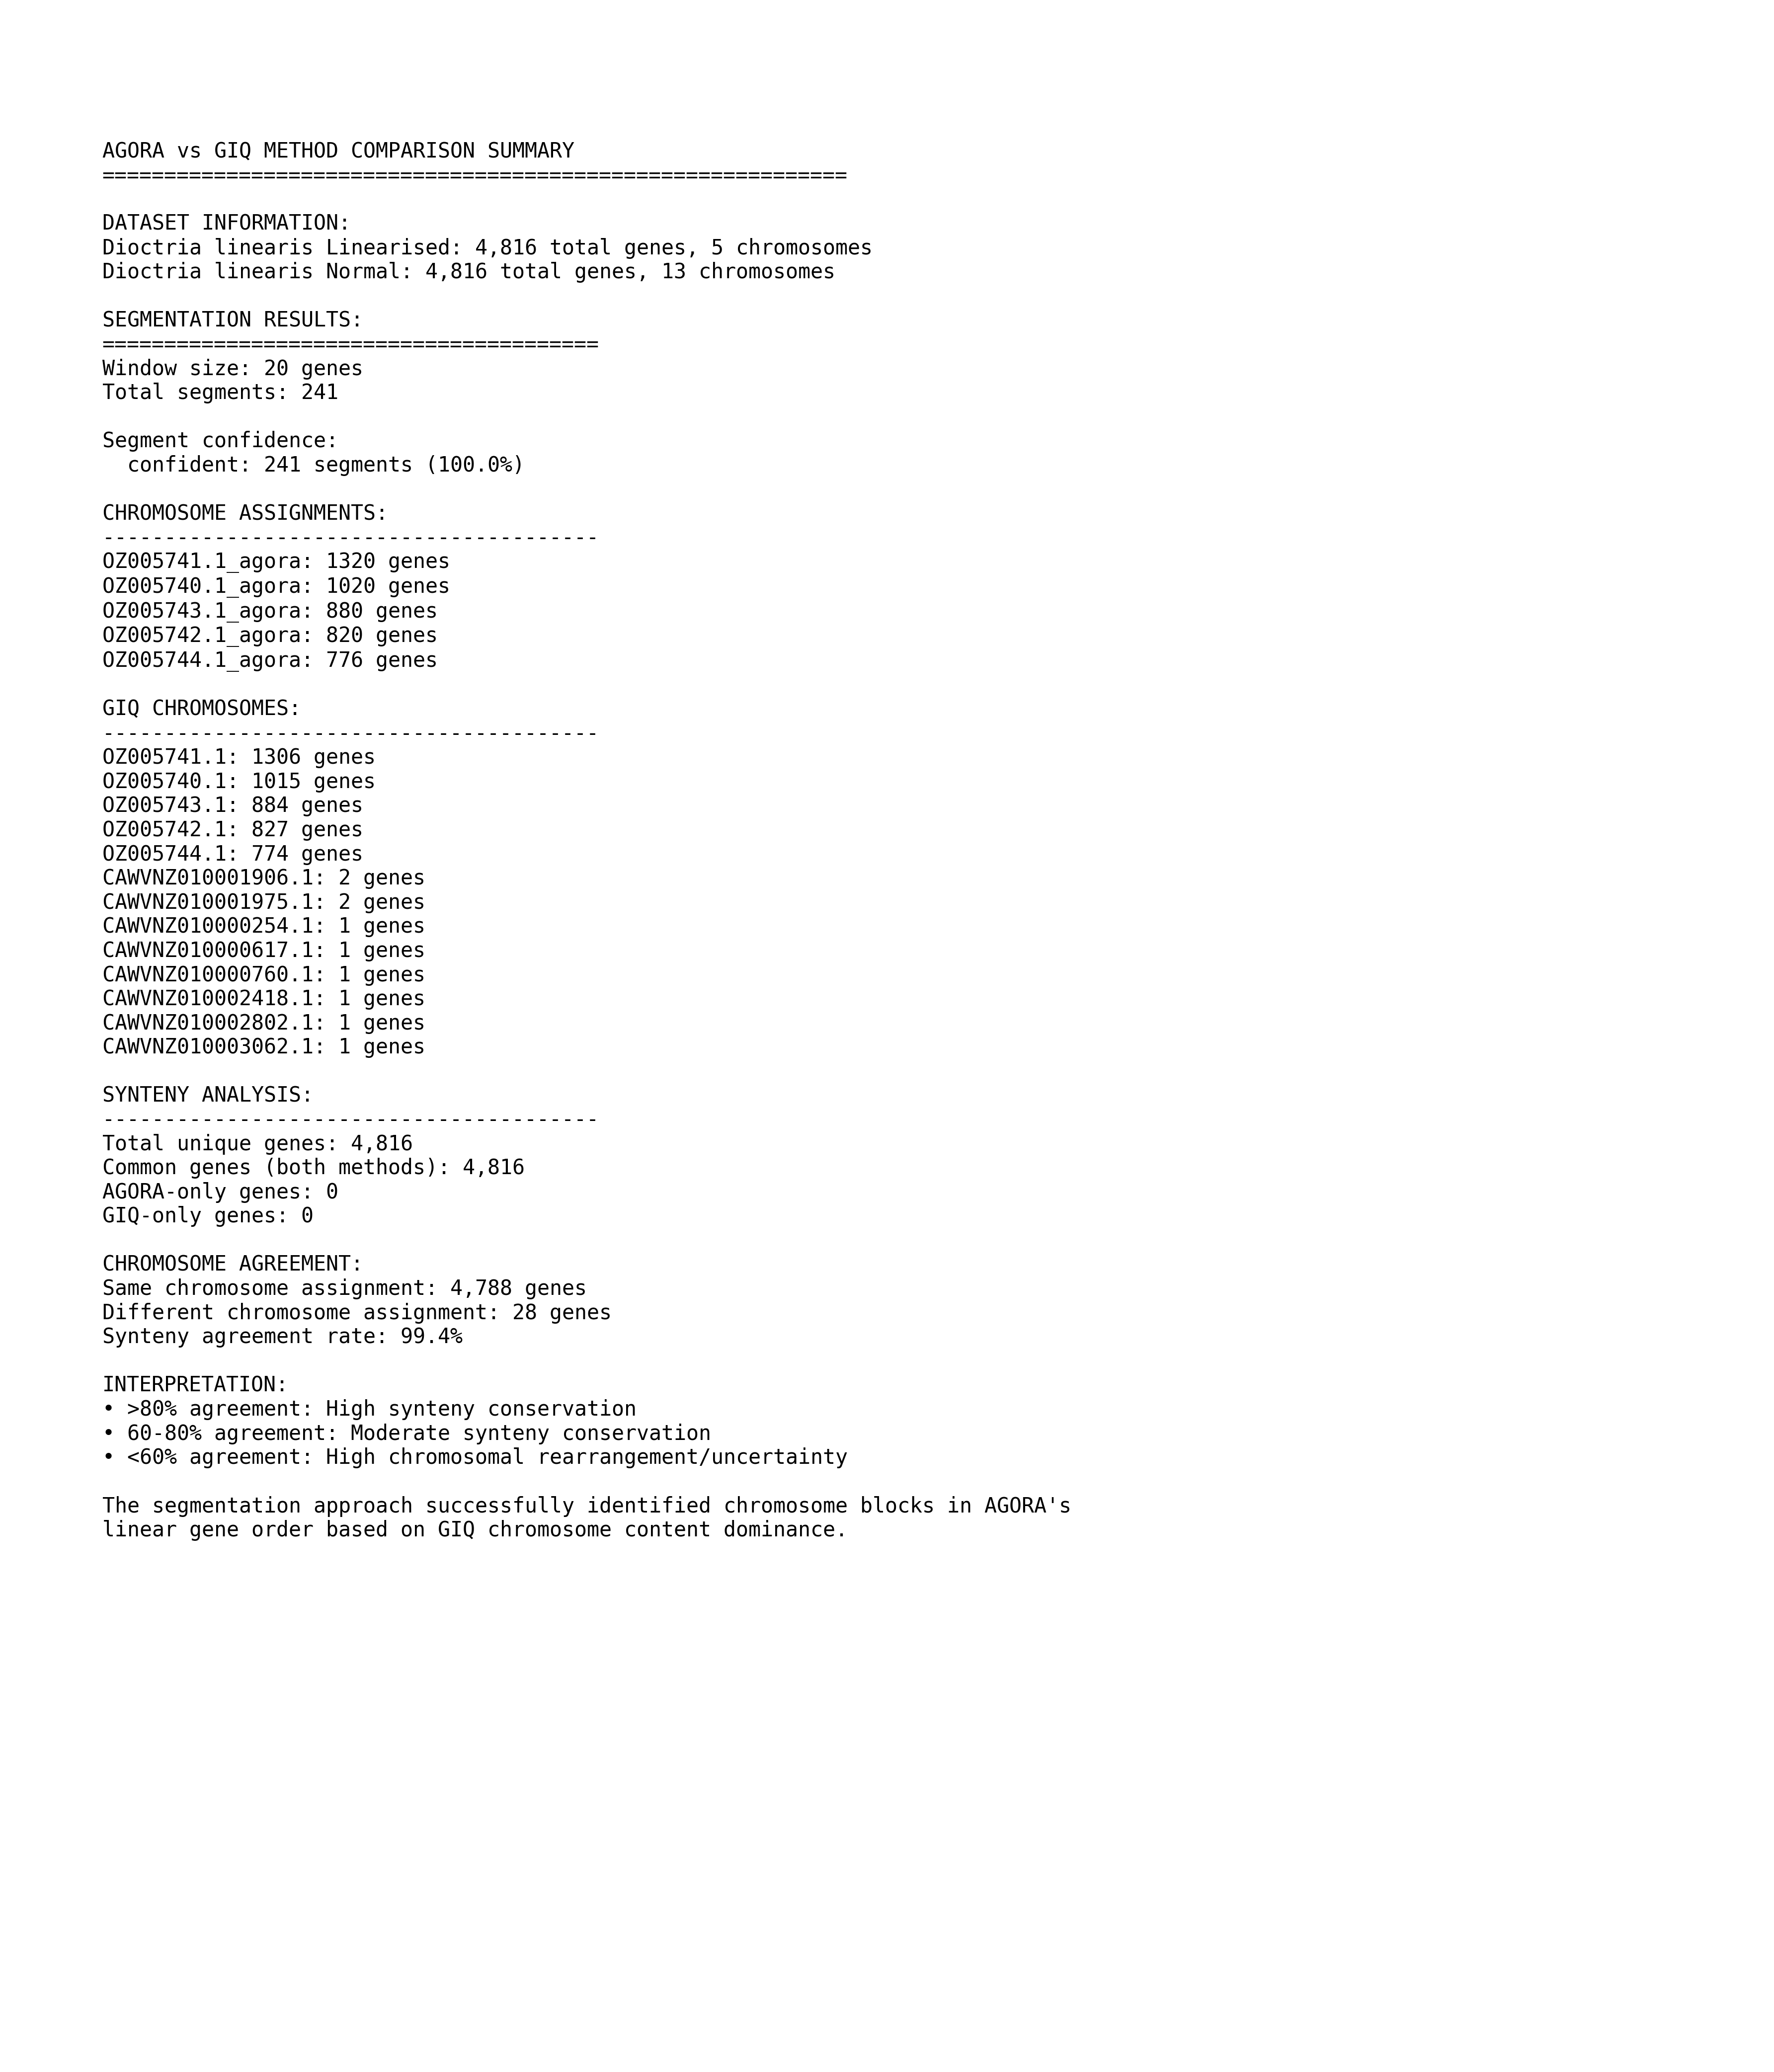 AGORA vs GIQ METHOD COMPARISON SUMMARY
============================================================
DATASET INFORMATION:
Dioctria linearis Linearised: 4,816 total genes, 5 chromosomes
Dioctria linearis Normal: 4,816 total genes, 13 chromosomes
SEGMENTATION RESULTS:
========================================
Window size: 20 genes
Total segments: 241
Segment confidence:
  confident: 241 segments (100.0%)
CHROMOSOME ASSIGNMENTS:
----------------------------------------
OZ005741.1_agora: 1320 genes
OZ005740.1_agora: 1020 genes
OZ005743.1_agora: 880 genes
OZ005742.1_agora: 820 genes
OZ005744.1_agora: 776 genes
GIQ CHROMOSOMES:
----------------------------------------
OZ005741.1: 1306 genes
OZ005740.1: 1015 genes
OZ005743.1: 884 genes
OZ005742.1: 827 genes
OZ005744.1: 774 genes
CAWVNZ010001906.1: 2 genes
CAWVNZ010001975.1: 2 genes
CAWVNZ010000254.1: 1 genes
CAWVNZ010000617.1: 1 genes
CAWVNZ010000760.1: 1 genes
CAWVNZ010002418.1: 1 genes
CAWVNZ010002802.1: 1 genes
CAWVNZ010003062.1: 1 genes
SYNTENY ANALYSIS:
----------------------------------------
Total unique genes: 4,816
Common genes (both methods): 4,816
AGORA-only genes: 0
GIQ-only genes: 0
CHROMOSOME AGREEMENT:
Same chromosome assignment: 4,788 genes
Different chromosome assignment: 28 genes
Synteny agreement rate: 99.4%
INTERPRETATION:
• >80% agreement: High synteny conservation
• 60-80% agreement: Moderate synteny conservation
• <60% agreement: High chromosomal rearrangement/uncertainty
The segmentation approach successfully identified chromosome blocks in AGORA's
linear gene order based on GIQ chromosome content dominance.